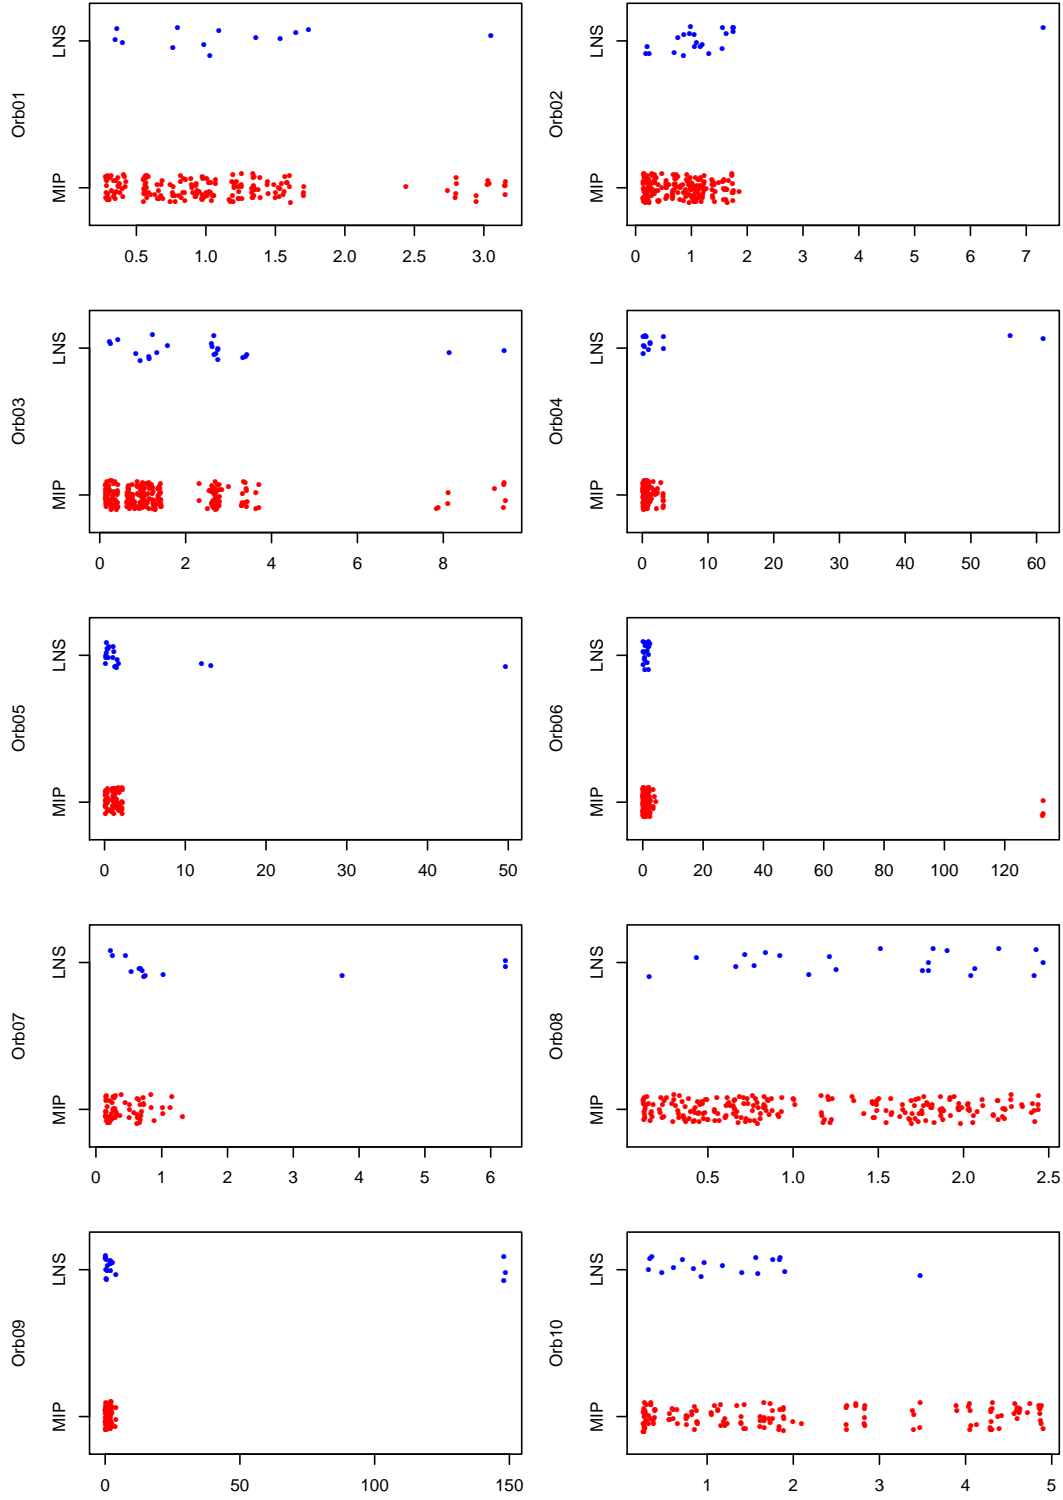 Orb01
LNS
MIP
0.5 1.0 1.5 2.0 2.5 3.0
Orb02
LNS
MIP
0 1 2 3 4 5 6 7
Orb03
LNS
MIP
0 2 4 6 8
Orb04
LNS
MIP
0 10 20 30 40 50 60
Orb05
LNS
MIP
0 10 20 30 40 50
Orb06
LNS
MIP
0 20 40 60 80 100 120
Orb07
LNS
MIP
0 1 2 3 4 5 6
Orb08
LNS
MIP
0.5 1.0 1.5 2.0 2.5
Orb09
LNS
MIP
0 50 100 150
Orb10
LNS
MIP
1 2 3 4 5